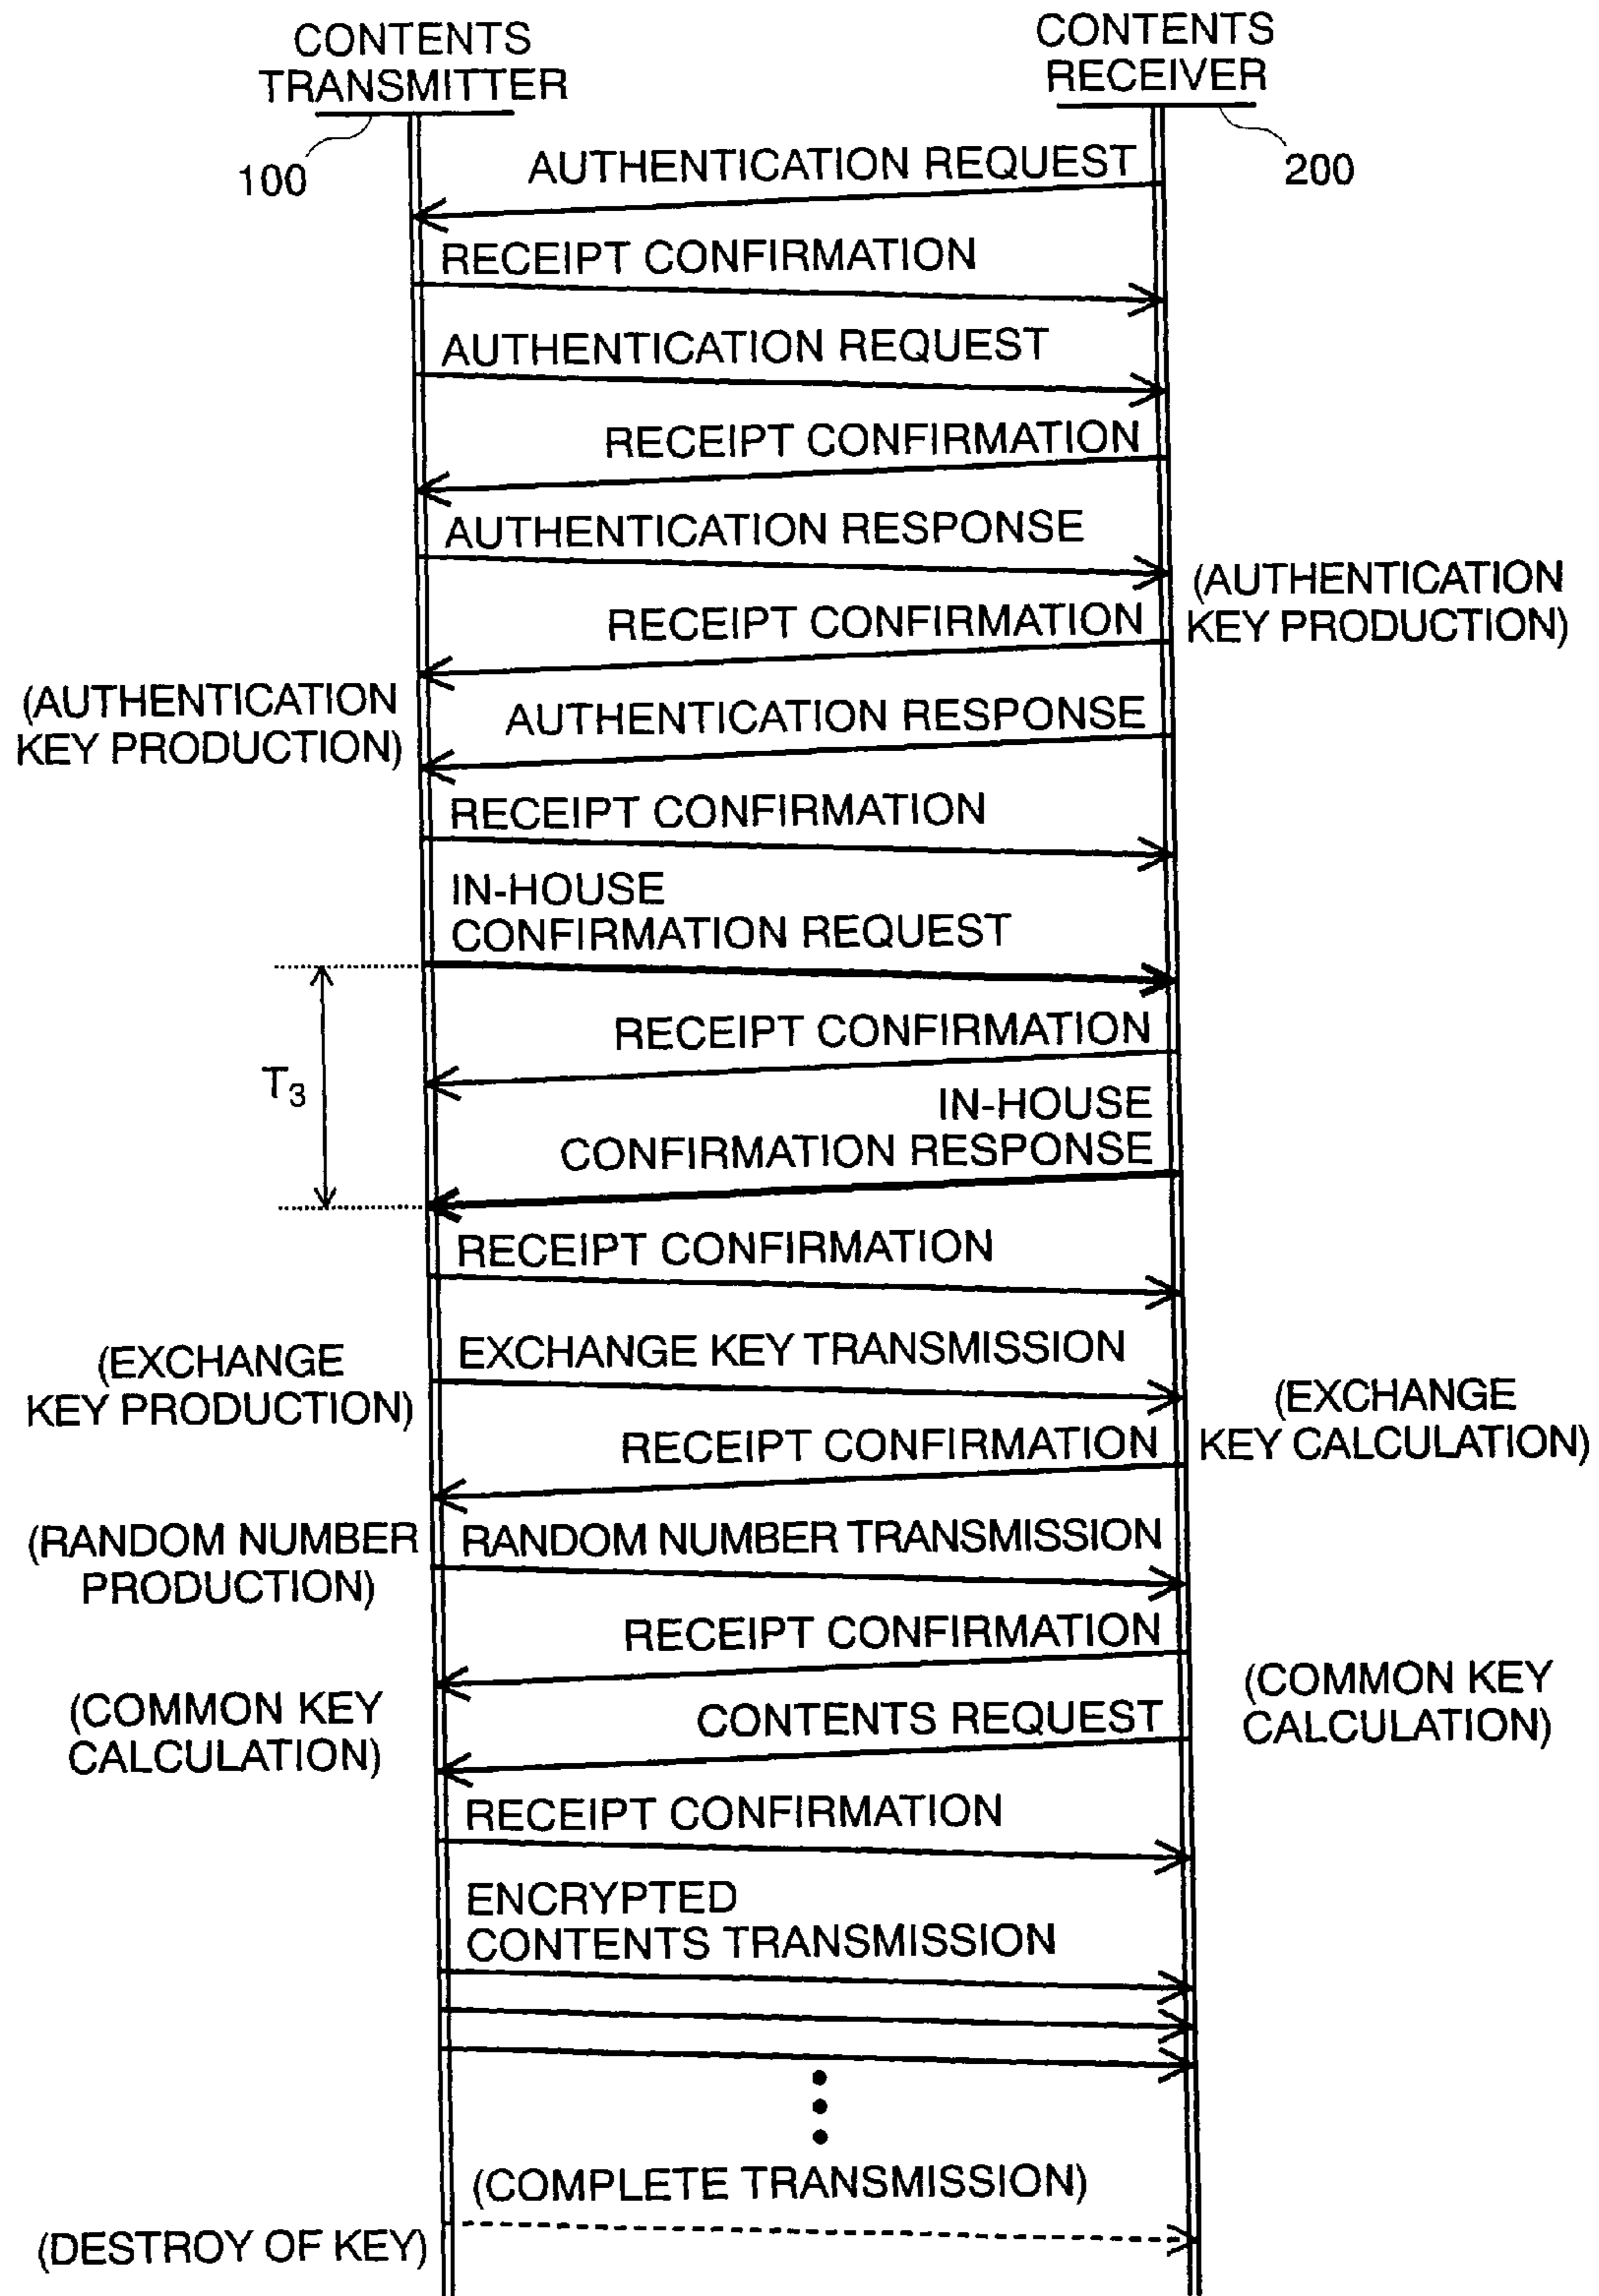 CONTENTS
TRANSMITTER
CONTENTS
RECEIVER
100
200
AUTHENTICATION REQUEST
RECEIPT CONFIRMATION
AUTHENTICATION REQUEST
RECEIPT CONFIRMATION
AUTHENTICATION RESPONSE
(AUTHENTICATION
KEY PRODUCTION)
RECEIPT CONFIRMATION
(AUTHENTICATION
KEY PRODUCTION)
AUTHENTICATION RESPONSE
RECEIPT CONFIRMATION
IN-HOUSE
CONFIRMATION REQUEST
RECEIPT CONFIRMATION
T3
IN-HOUSE
CONFIRMATION RESPONSE
RECEIPT CONFIRMATION
(EXCHANGE
KEY PRODUCTION)
EXCHANGE KEY TRANSMISSION
(EXCHANGE
KEY CALCULATION)
RECEIPT CONFIRMATION
(RANDOM NUMBER
PRODUCTION)
RANDOM NUMBER TRANSMISSION
RECEIPT CONFIRMATION
(COMMON KEY
CALCULATION)
(COMMON KEY
CALCULATION)
CONTENTS REQUEST
RECEIPT CONFIRMATION
ENCRYPTED
CONTENTS TRANSMISSION
(COMPLETE TRANSMISSION)
(DESTROY OF KEY)